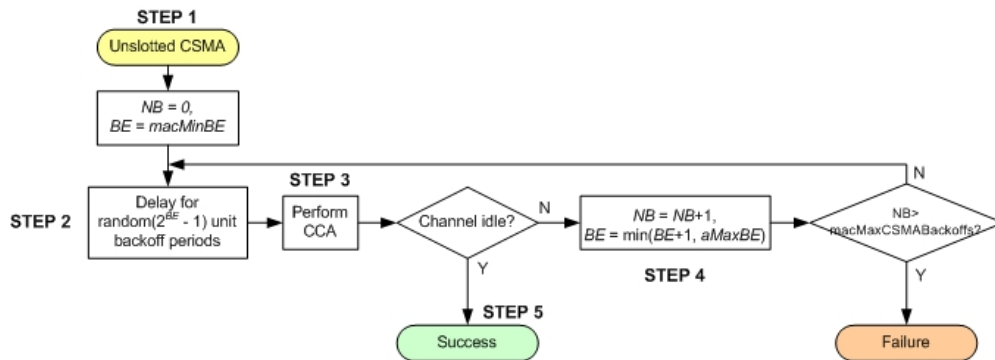 STEP 1
Unslotted CSMA
NB = 0,
BE = macMinBE
STEP 2
Delay for
random(2^BE - 1) unit
backoff periods
STEP 3
Perform
CCA
Channel idle?
N
Y
NB = NB+1,
BE = min(BE+1, aMaxBE)
STEP 4
NB>
macMaxCSMABackoffs?
N
Y
STEP 5
Success
Failure